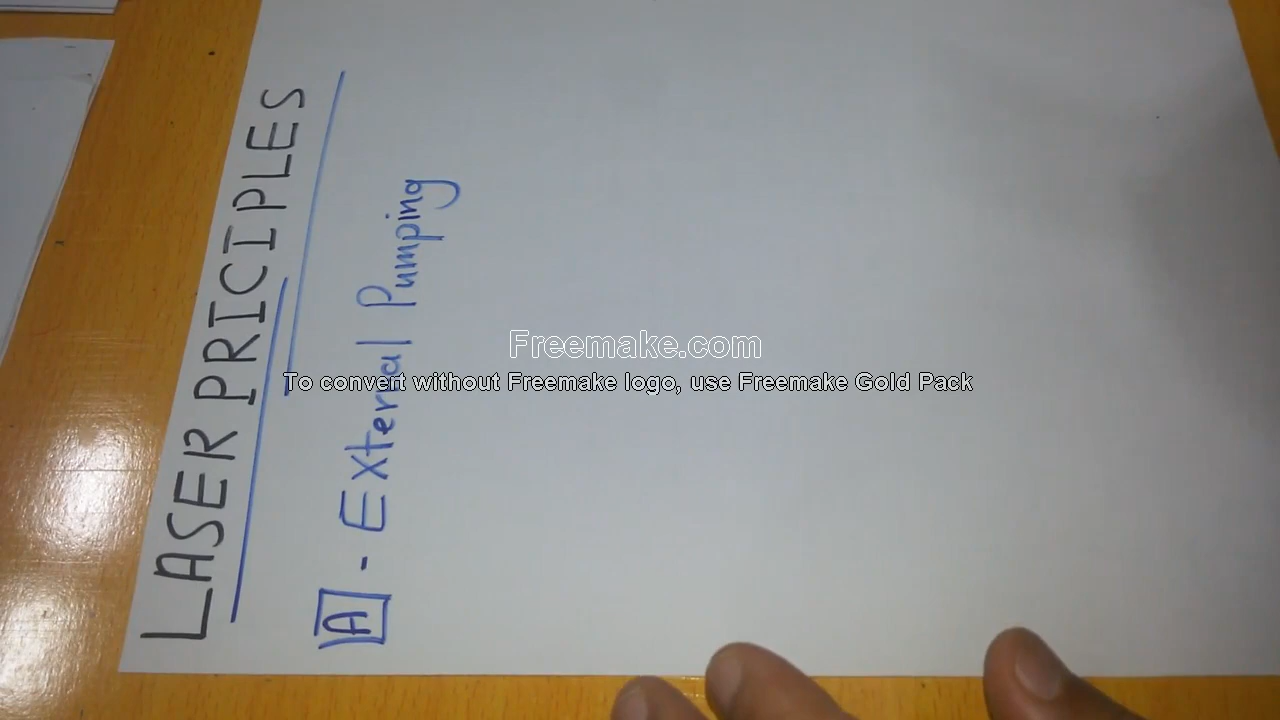 LASER PRICIPLES
A - External Pumping
Freemake.com
To convert without Freemake logo, use Freemake Gold Pack